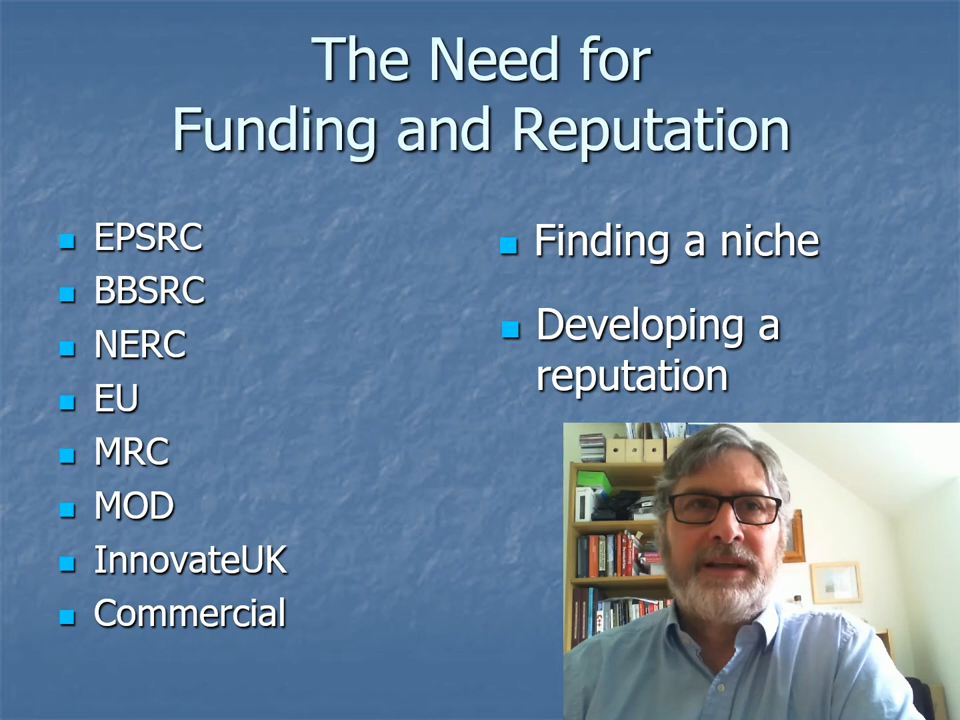 The Need for
Funding and Reputation
EPSRC
BBSRC
NERC
EU
MRC
MOD
InnovateUK
Commercial
Finding a niche
Developing a
reputation